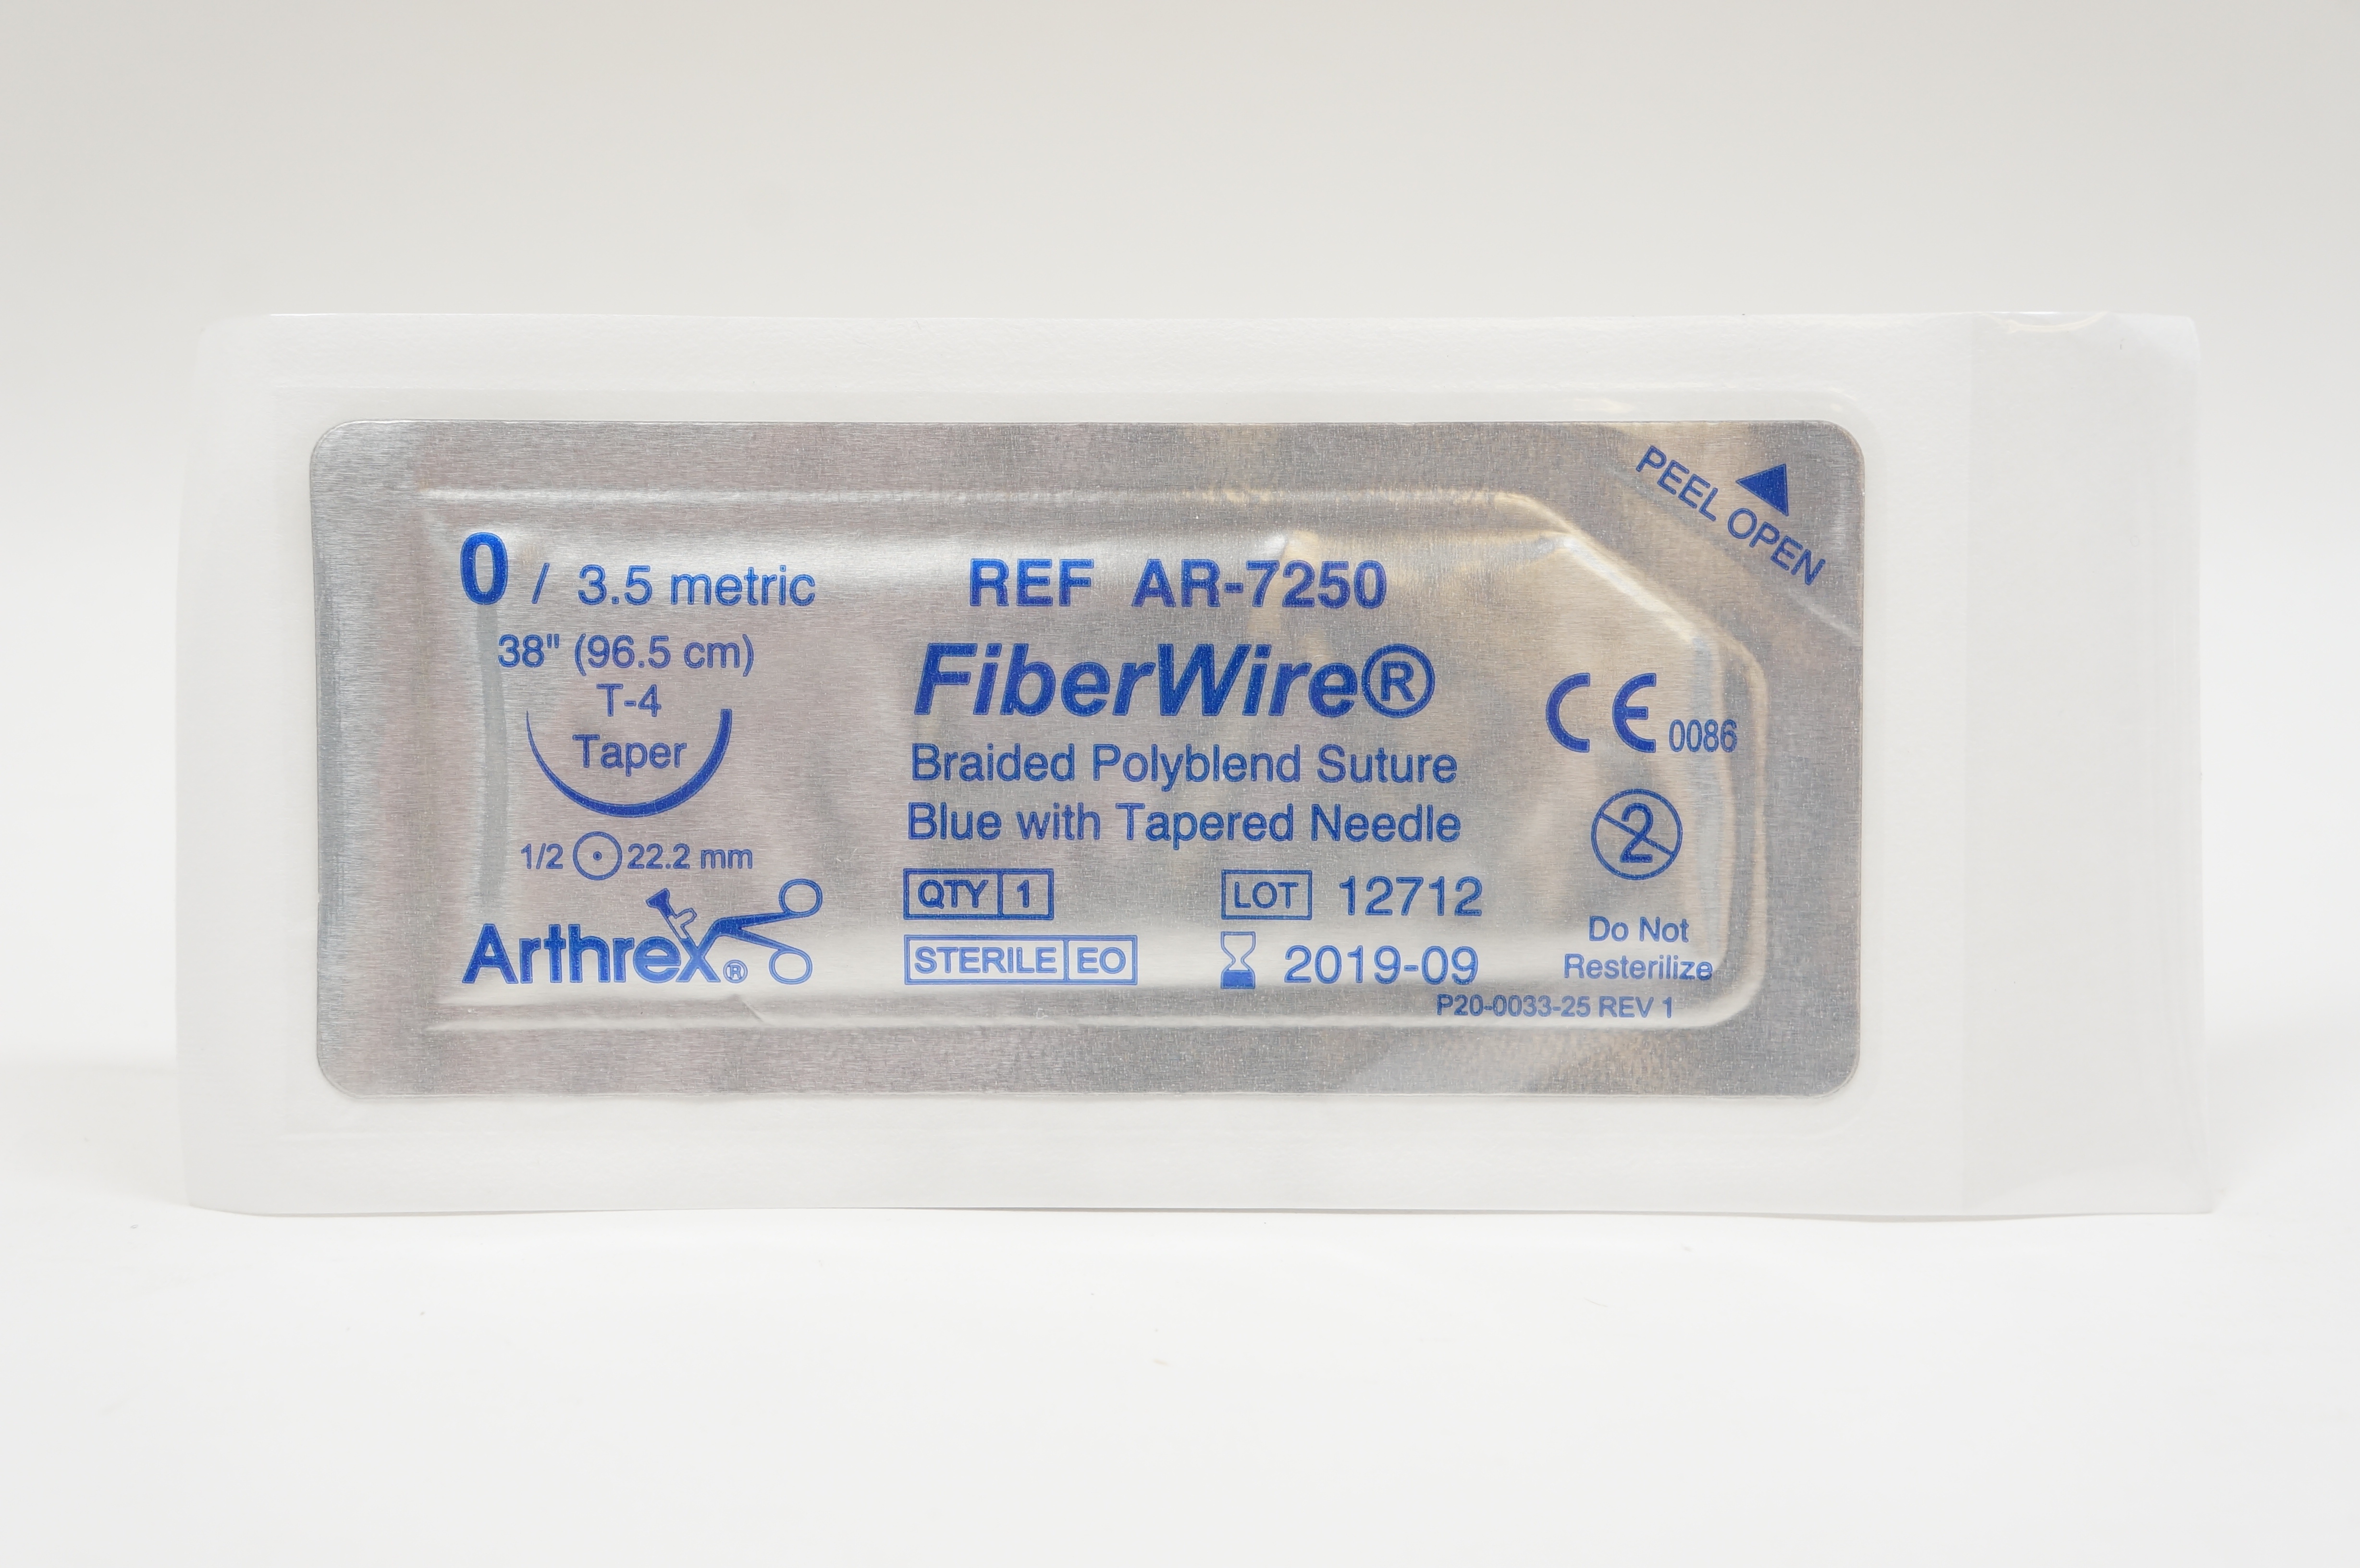 PEEL OPEN
0 / 3.5 metric
38" (96.5 cm)
T-4
Taper
1/2 22.2 mm
Arthrex®
REF AR-7250
FiberWire®
Braided Polyblend Suture
Blue with Tapered Needle
QTY 1
LOT 12712
STERILE EO
2019-09
CE 0086
2
Do Not
Resterilize
P20-0033-25 REV 1